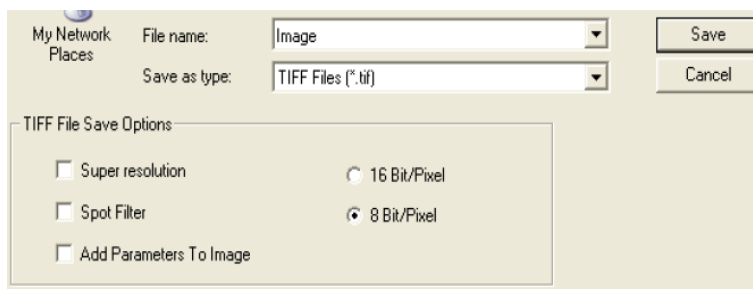 My Network
Places
File name:
Image
Save
Save as type:
TIFF Files (*.tif)
Cancel
TIFF File Save Options
Super resolution
16 Bit/Pixel
Spot Filter
8 Bit/Pixel
Add Parameters To Image